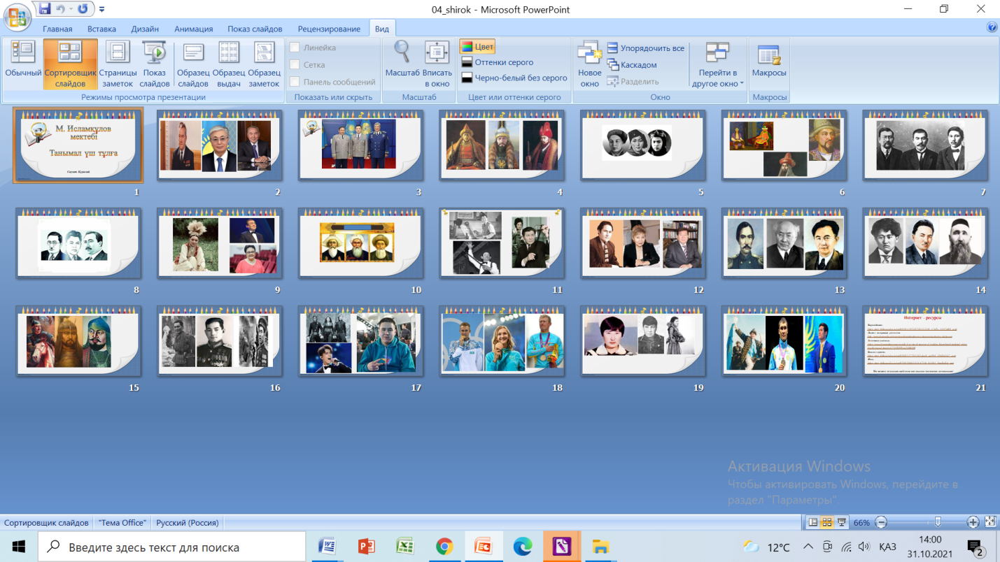 04_shirok - Microsoft PowerPoint
Главная Вставка Дизайн Анимация Показ слайдов Рецензирование Вид
Обычный
Сортировщик слайдов
Страницы заметок
Показ слайдов
Образец слайдов
Образец выдач
Образец заметок
Режимы просмотра презентации
Линейка
Сетка
Панель сообщений
Показать или скрыть
Масштаб
Вписать в окно
Масштаб
Цвет
Оттенки серого
Черно-белый без серого
Цвет или оттенки серого
Новое окно
Упорядочить все
Каскадом
Разделить
Перейти в другое окно
Окно
Макросы
Макросы
М. Исламқұлов
мектебі
Танымал үш тұлға
1 2 3 4 5 6 7
8 9 10 11 12 13 14
Интернет - ресурсы
15 16 17 18 19 20 21
Активация Windows
Чтобы активировать Windows, перейдите в
раздел "Параметры".
Сортировщик слайдов "Тема Office" Русский (Россия) 66%
Введите здесь текст для поиска
12°C ҚАЗ
14:00
31.10.2021
2